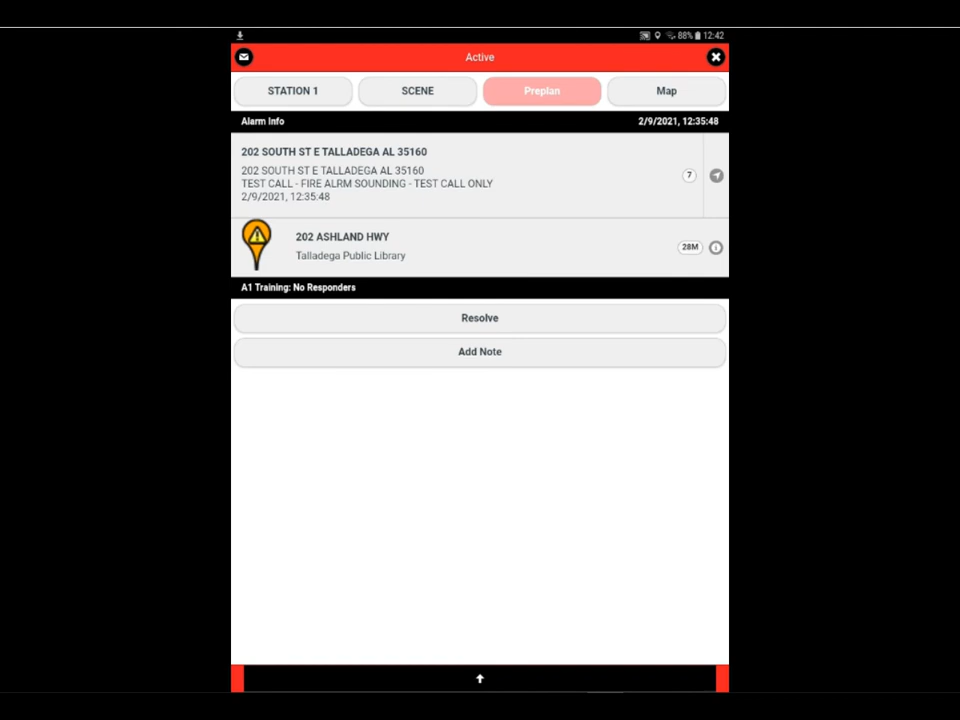 88% 12:42
Active
STATION 1 SCENE Preplan Map
Alarm Info 2/9/2021, 12:35:48
202 SOUTH ST E TALLADEGA AL 35160
202 SOUTH ST E TALLADEGA AL 35160
TEST CALL - FIRE ALRM SOUNDING - TEST CALL ONLY
2/9/2021, 12:35:48
7
202 ASHLAND HWY
Talladega Public Library
28M
A1 Training: No Responders
Resolve
Add Note